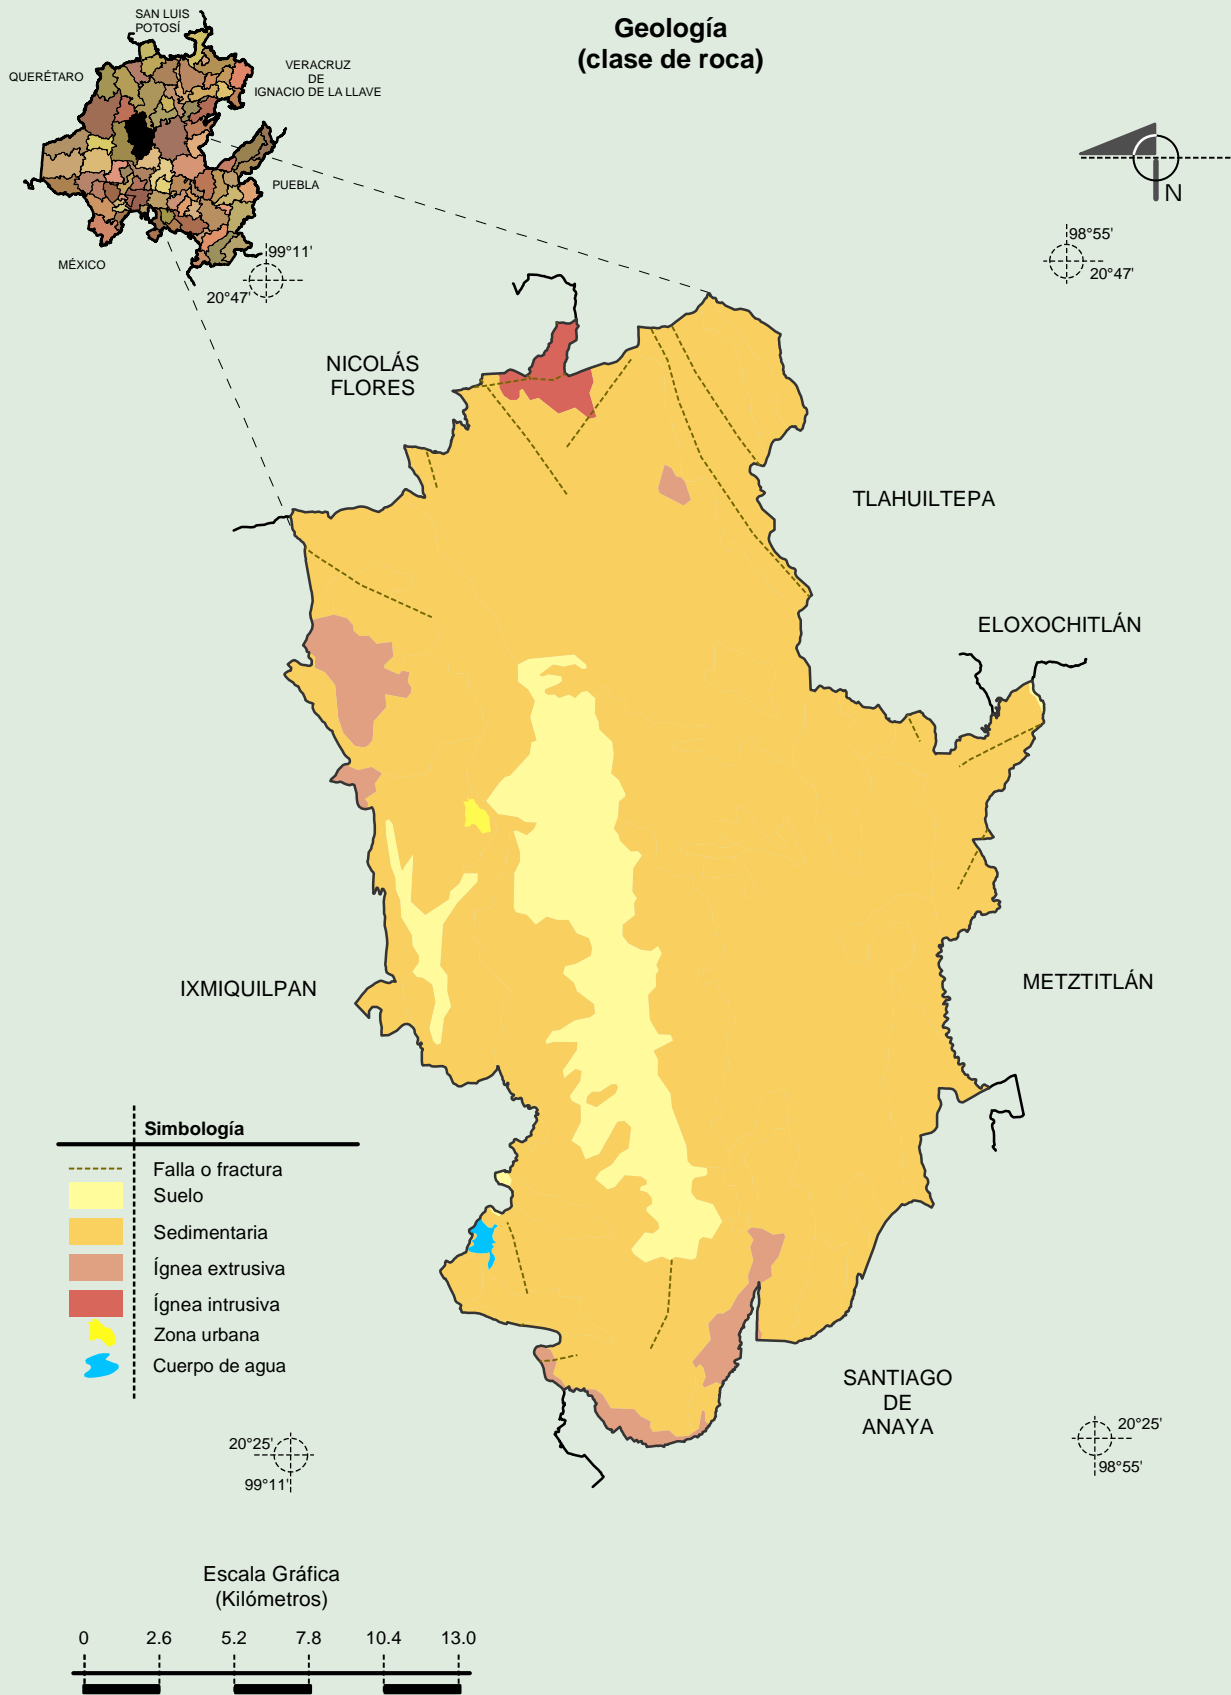 Geología
(clase de roca)
SAN LUIS
POTOSÍ
QUERÉTARO
VERACRUZ
DE
IGNACIO DE LA LLAVE
PUEBLA
MÉXICO
N
99°11'
20°47'
98°55'
20°47'
NICOLÁS
FLORES
TLAHUILTEPA
ELOXOCHITLÁN
IXMIQUILPAN
METZTITLÁN
SANTIAGO
DE
ANAYA
Simbología
Falla o fractura
Suelo
Sedimentaria
Ígnea extrusiva
Ígnea intrusiva
Zona urbana
Cuerpo de agua
20°25'
99°11'
20°25'
98°55'
Escala Gráfica
(Kilómetros)
0 2.6 5.2 7.8 10.4 13.0